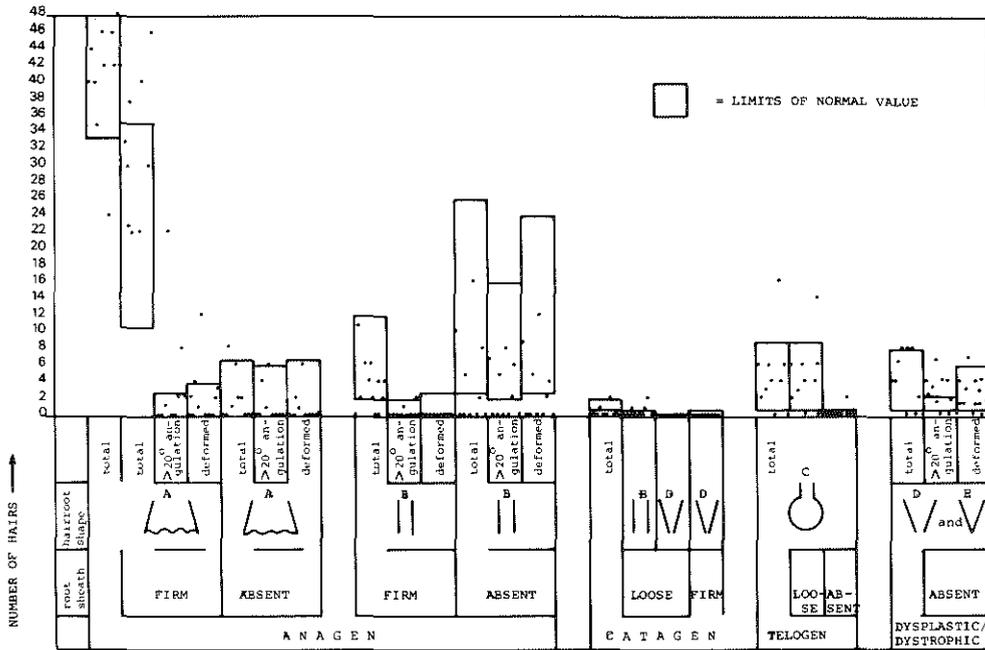 48
46
44
42
40
38
36
34
32
30
28
26
24
22
20
18
16
14
12
10
8
6
4
2
0
NUMBER OF HAIRS
= LIMITS OF NORMAL VALUE
hairroot shape
root sheath
total
total
>20° an-
gulation
deformed
total
>20° an-
gulation
deformed
total
>20° an-
gulation
deformed
total
>20° an-
gulation
deformed
total
total
total
>20° an-
gulation
deformed
A
A
B
B
B
D
D
C
D
and
E
FIRM
ABSENT
FIRM
ABSENT
LOOSE
FIRM
LOO-
SE
AB-
SENT
ABSENT
ANAGEN
CATAGEN
TELOGEN
DYSPLASTIC/
DYSTROPHIC